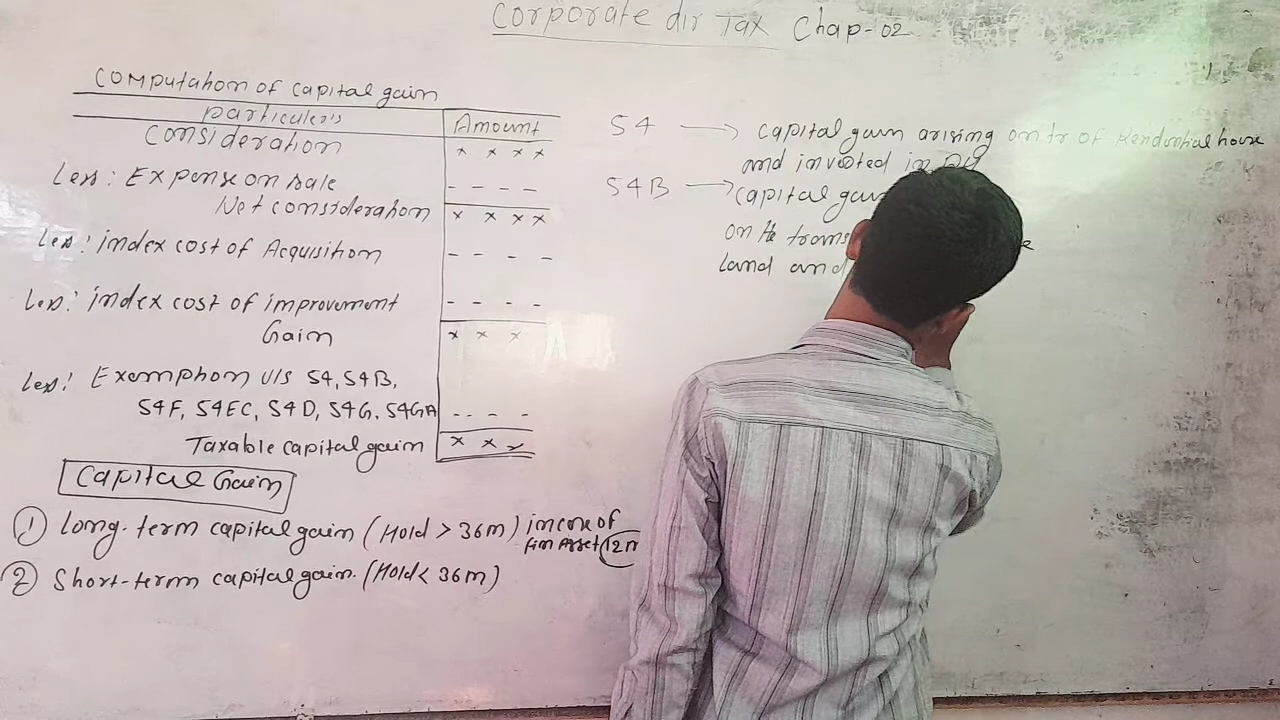 Corporate dir Tax Chap-02
Computation of capital gain
particulers Amount
Consideration x x x x
Less: Expense on sale - - - -
Net consideration x x x x
Less: index cost of Acquisition - - - -
Less: index cost of improvement - - - -
Gain x x x
Less: Exemption U/s 54, 54B,
54F, 54EC, 54D, 54G, 54GA - - - -
Taxable capital gain x x x
Capital Gain
① Long-term capital gain (Hold > 36m) incase of
fin Asset 12m
② Short-term capital gain. (Hold < 36m)
54 → capital gain arising on tr of Residential house
and invested in
54B → capital gai
on the trans
Land and